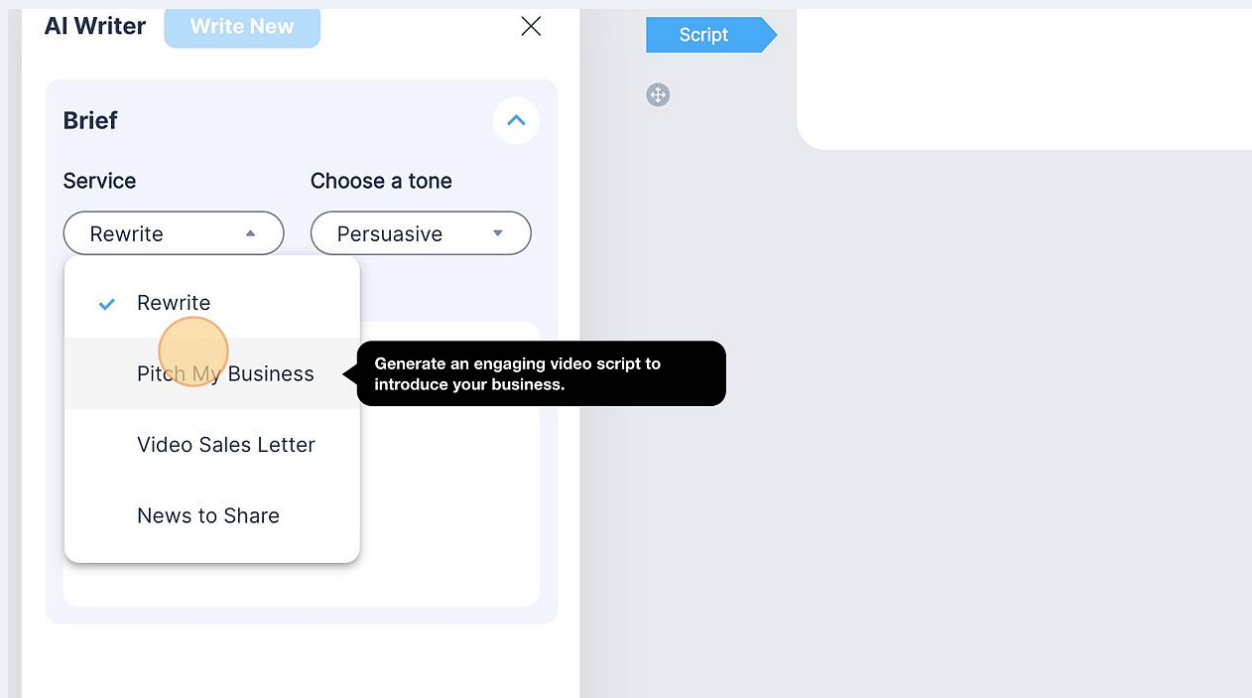 AI Writer Write New
Script
Brief
Service Choose a tone
Rewrite Persuasive
Rewrite
Pitch My Business
Generate an engaging video script to
introduce your business.
Video Sales Letter
News to Share